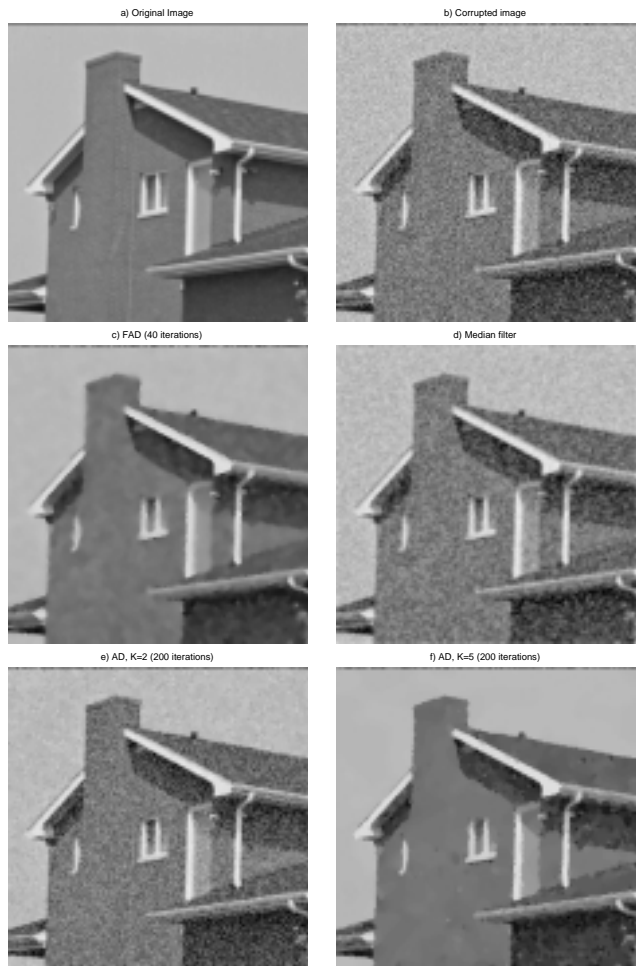 a) Original Image
b) Corrupted image
c) FAD (40 iterations)
d) Median filter
e) AD, K=2 (200 iterations)
f) AD, K=5 (200 iterations)